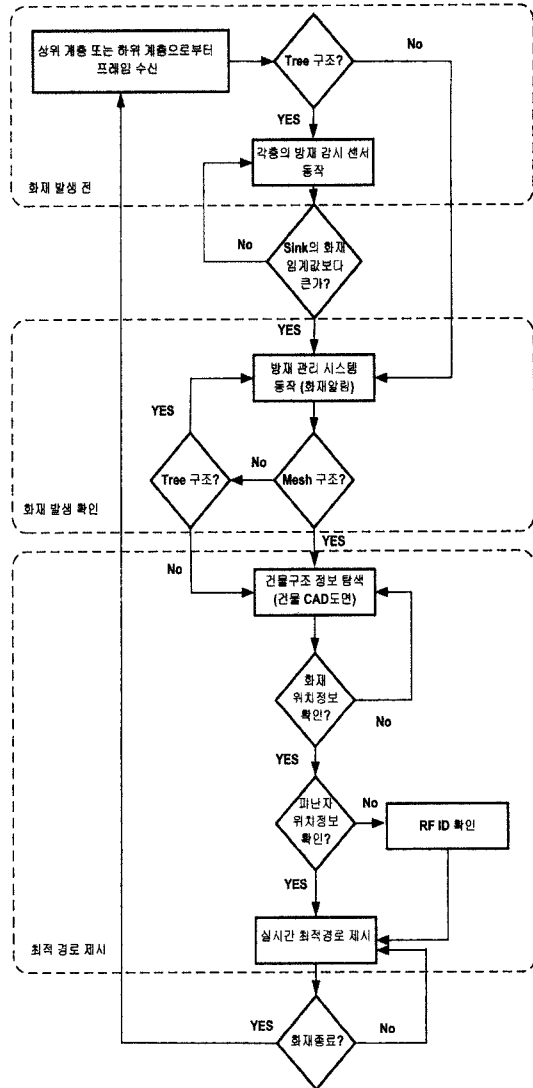 상위 계층 또는 하위 계층으로부터
프레임 수신
Tree 구조?
No
YES
각층의 방재 감시 센서
동작
화재 발생 전
No
Sink의 화재
임계값보다
큰가?
YES
방재 관리 시스템
동작 (화재알림)
YES
No
Tree 구조?
Mesh 구조?
화재 발생 확인
YES
No
건물구조 정보 탐색
(건물 CAD도면)
화재
위치정보
확인?
No
YES
피난자
위치정보
확인?
No
RF ID 확인
YES
실시간 최적경로 제시
최적 경로 제시
YES
화재종료?
No